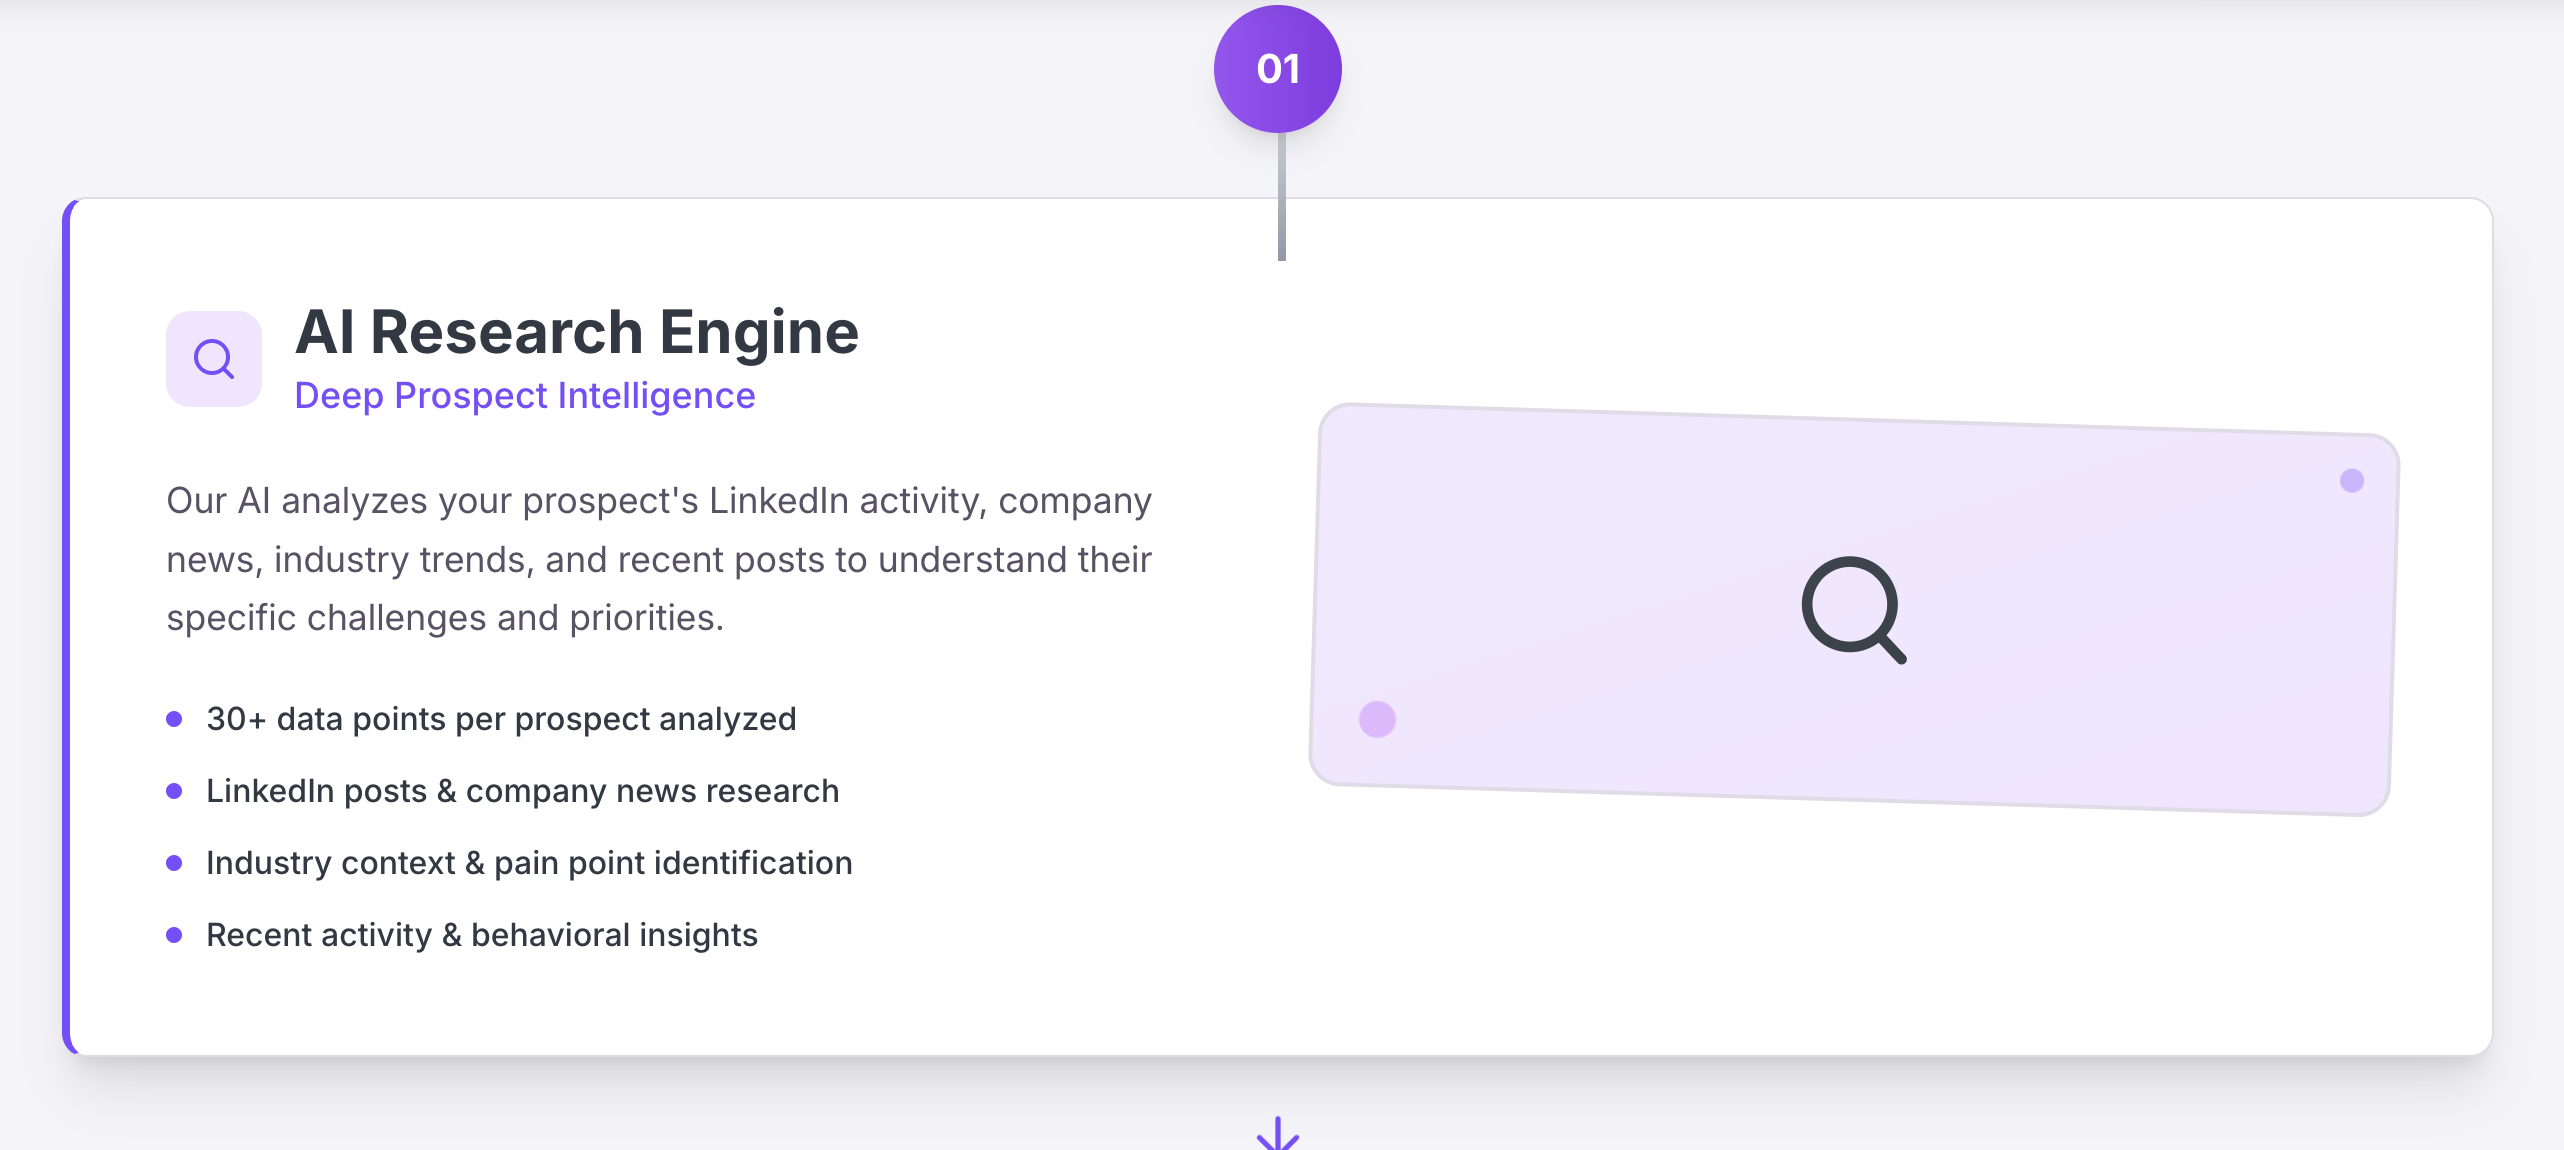 01
AI Research Engine
Deep Prospect Intelligence
Our AI analyzes your prospect's LinkedIn activity, company
news, industry trends, and recent posts to understand their
specific challenges and priorities.
30+ data points per prospect analyzed
LinkedIn posts & company news research
Industry context & pain point identification
Recent activity & behavioral insights